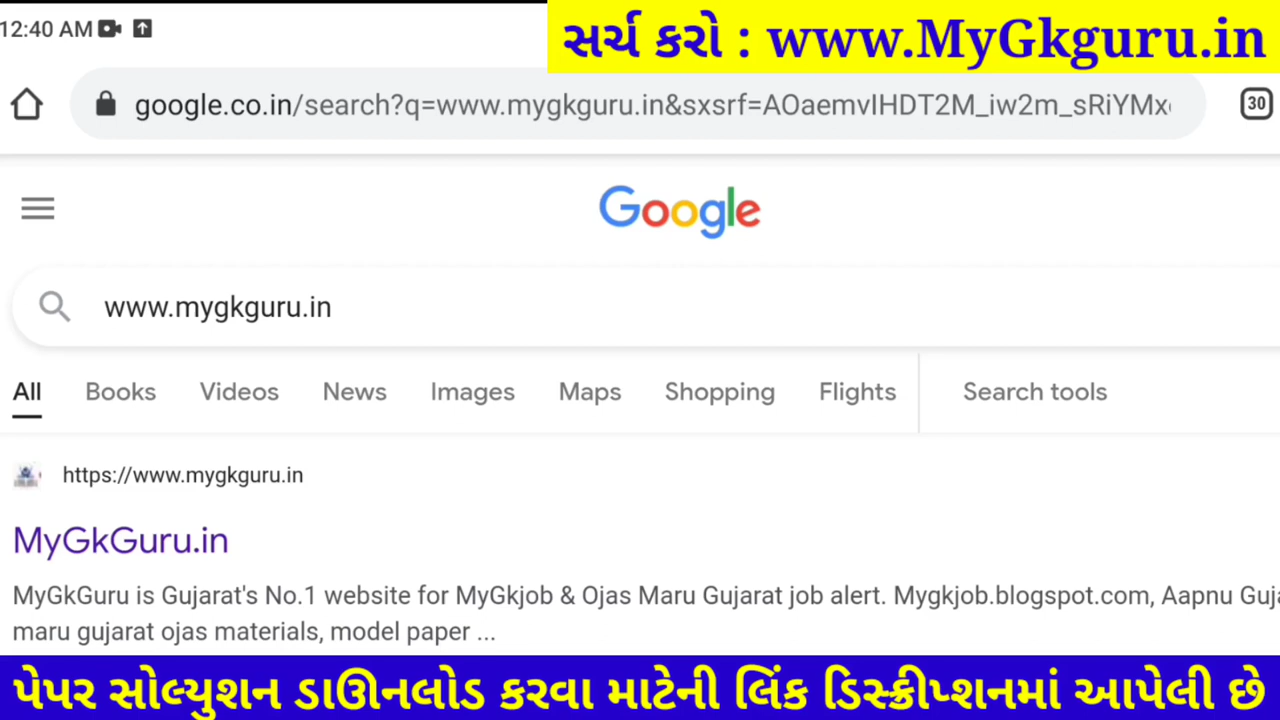 12:40 AM
સર્ચ કરો : www.MyGkguru.in
google.co.in/search?q=www.mygkguru.in&sxsrf=AOaemvIHDT2M_iw2m_sRiYMx
30
Google
www.mygkguru.in
All Books Videos News Images Maps Shopping Flights Search tools
https://www.mygkguru.in
MyGkGuru.in
MyGkGuru is Gujarat's No.1 website for MyGkjob & Ojas Maru Gujarat job alert. Mygkjob.blogspot.com, Aapnu
maru gujarat ojas materials, model paper ...
પેપર સોલ્યુશન ડાઊનલોડ કરવા માટેની લિંક ડિસ્ક્રીપ્શનમાં આપેલી છે